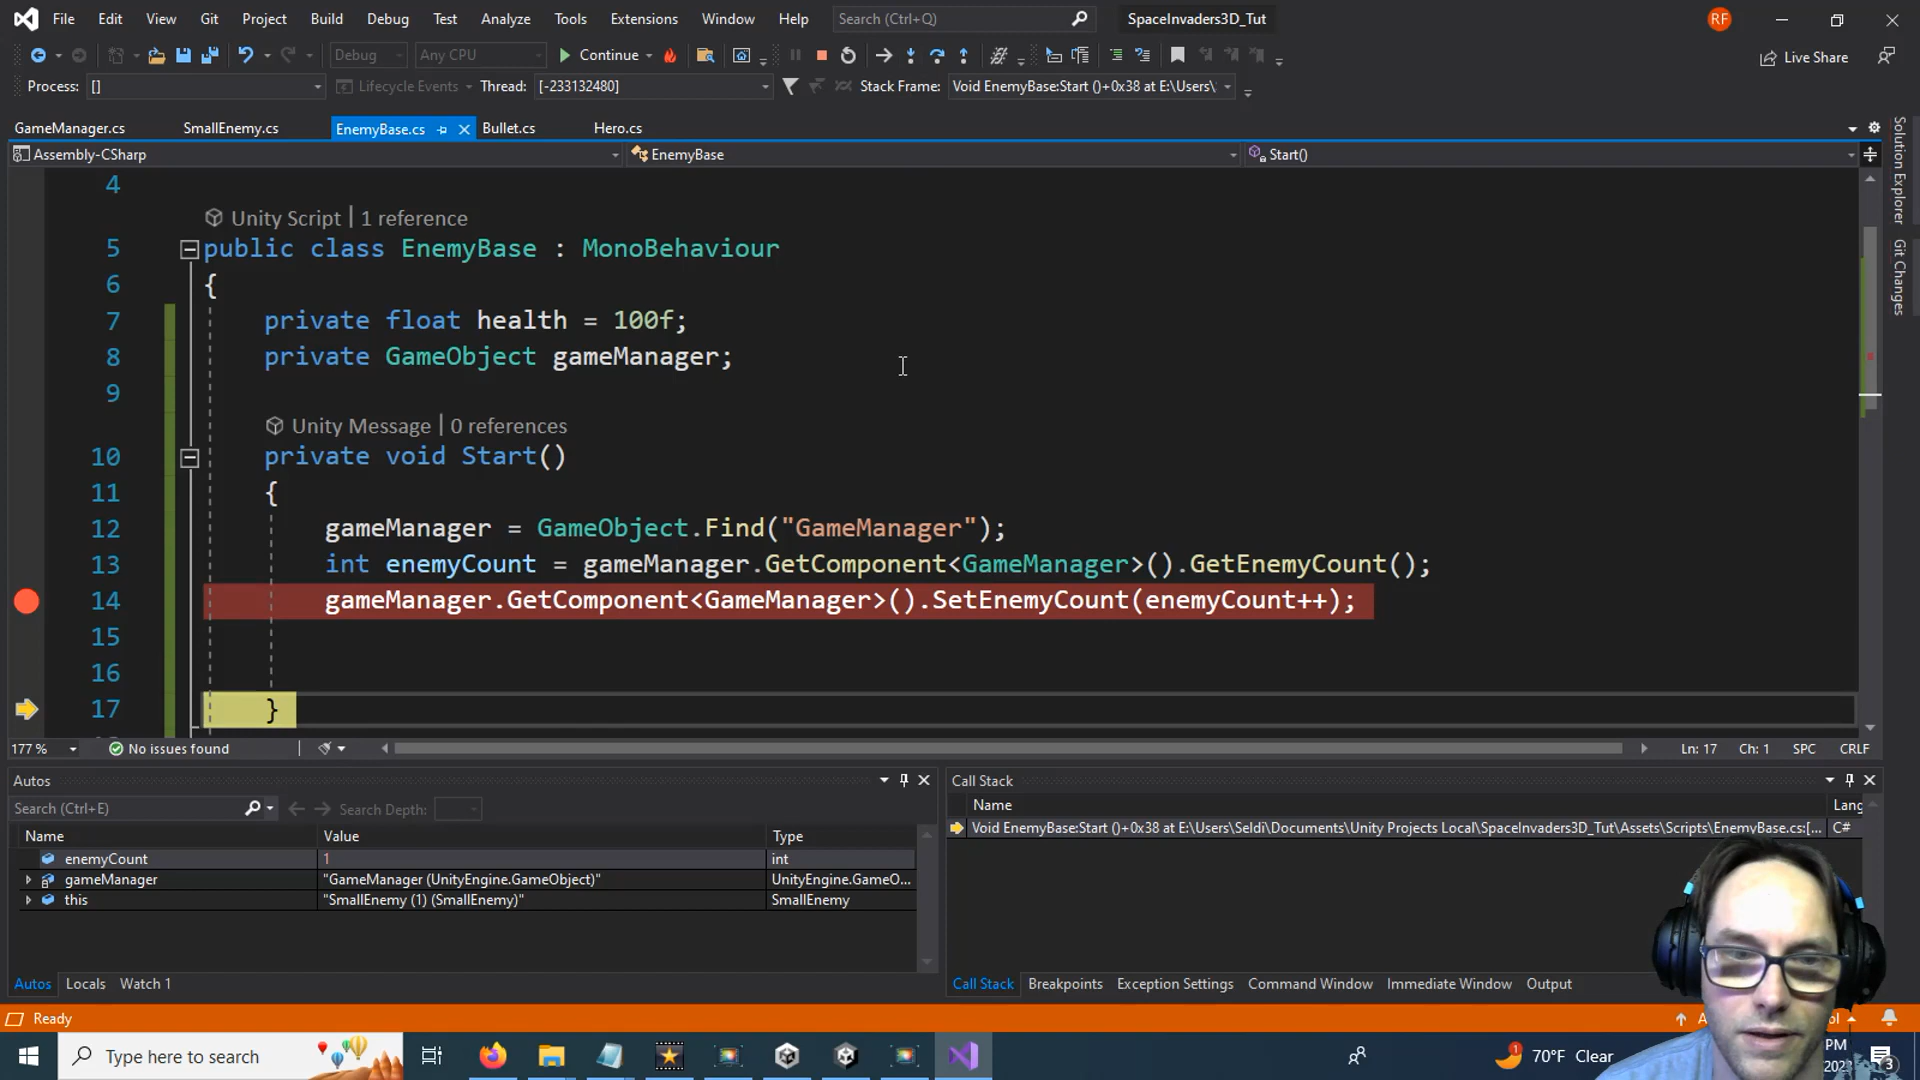 File Edit View Git Project Build Debug Test Analyze Tools Extensions Window Help Search (Ctrl+Q) SpaceInvaders3D_Tut RF
Debug Any CPU Continue Live Share
Process: [] Lifecycle Events Thread: [-233132480] Stack Frame: Void EnemyBase:Start ()+0x38 at E:\Users\
GameManager.cs SmallEnemy.cs EnemyBase.cs Bullet.cs Hero.cs
Assembly-CSharp EnemyBase Start()
4
Unity Script | 1 reference
5 public class EnemyBase : MonoBehaviour
6 {
7 private float health = 100f;
8 private GameObject gameManager;
9
Unity Message | 0 references
10 private void Start()
11 {
12 gameManager = GameObject.Find("GameManager");
13 int enemyCount = gameManager.GetComponent<GameManager>().GetEnemyCount();
14 gameManager.GetComponent<GameManager>().SetEnemyCount(enemyCount++);
15
16
17 }
177 % No issues found Ln: 17 Ch: 1 SPC CRLF
Solution Explorer
Git Changes
Autos
Search (Ctrl+E) Search Depth:
Name Value Type
enemyCount 1 int
gameManager "GameManager (UnityEngine.GameObject)" UnityEngine.GameO...
this "SmallEnemy (1) (SmallEnemy)" SmallEnemy
Autos Locals Watch 1
Call Stack
Name Lang
Void EnemyBase:Start ()+0x38 at E:\Users\Seldi\Documents\Unity Projects Local\SpaceInvaders3D_Tut\Assets\Scripts\EnemyBase.cs:[... C#
Call Stack Breakpoints Exception Settings Command Window Immediate Window Output
Ready
Type here to search 1 70°F Clear PM
3